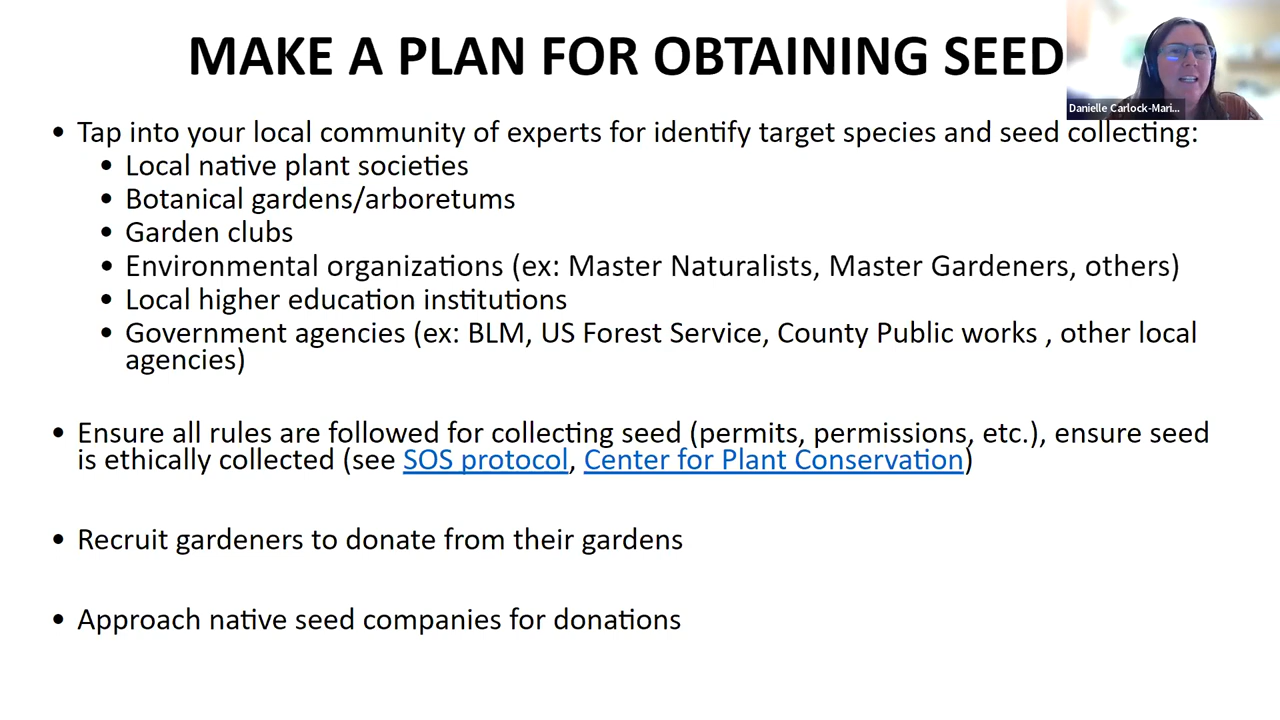 MAKE A PLAN FOR OBTAINING SEED
Danielle Carlock-Mari...
• Tap into your local community of experts for identify target species and seed collecting:
• Local native plant societies
• Botanical gardens/arboretums
• Garden clubs
• Environmental organizations (ex: Master Naturalists, Master Gardeners, others)
• Local higher education institutions
• Government agencies (ex: BLM, US Forest Service, County Public works , other local
agencies)
• Ensure all rules are followed for collecting seed (permits, permissions, etc.), ensure seed
is ethically collected (see SOS protocol, Center for Plant Conservation)
• Recruit gardeners to donate from their gardens
• Approach native seed companies for donations